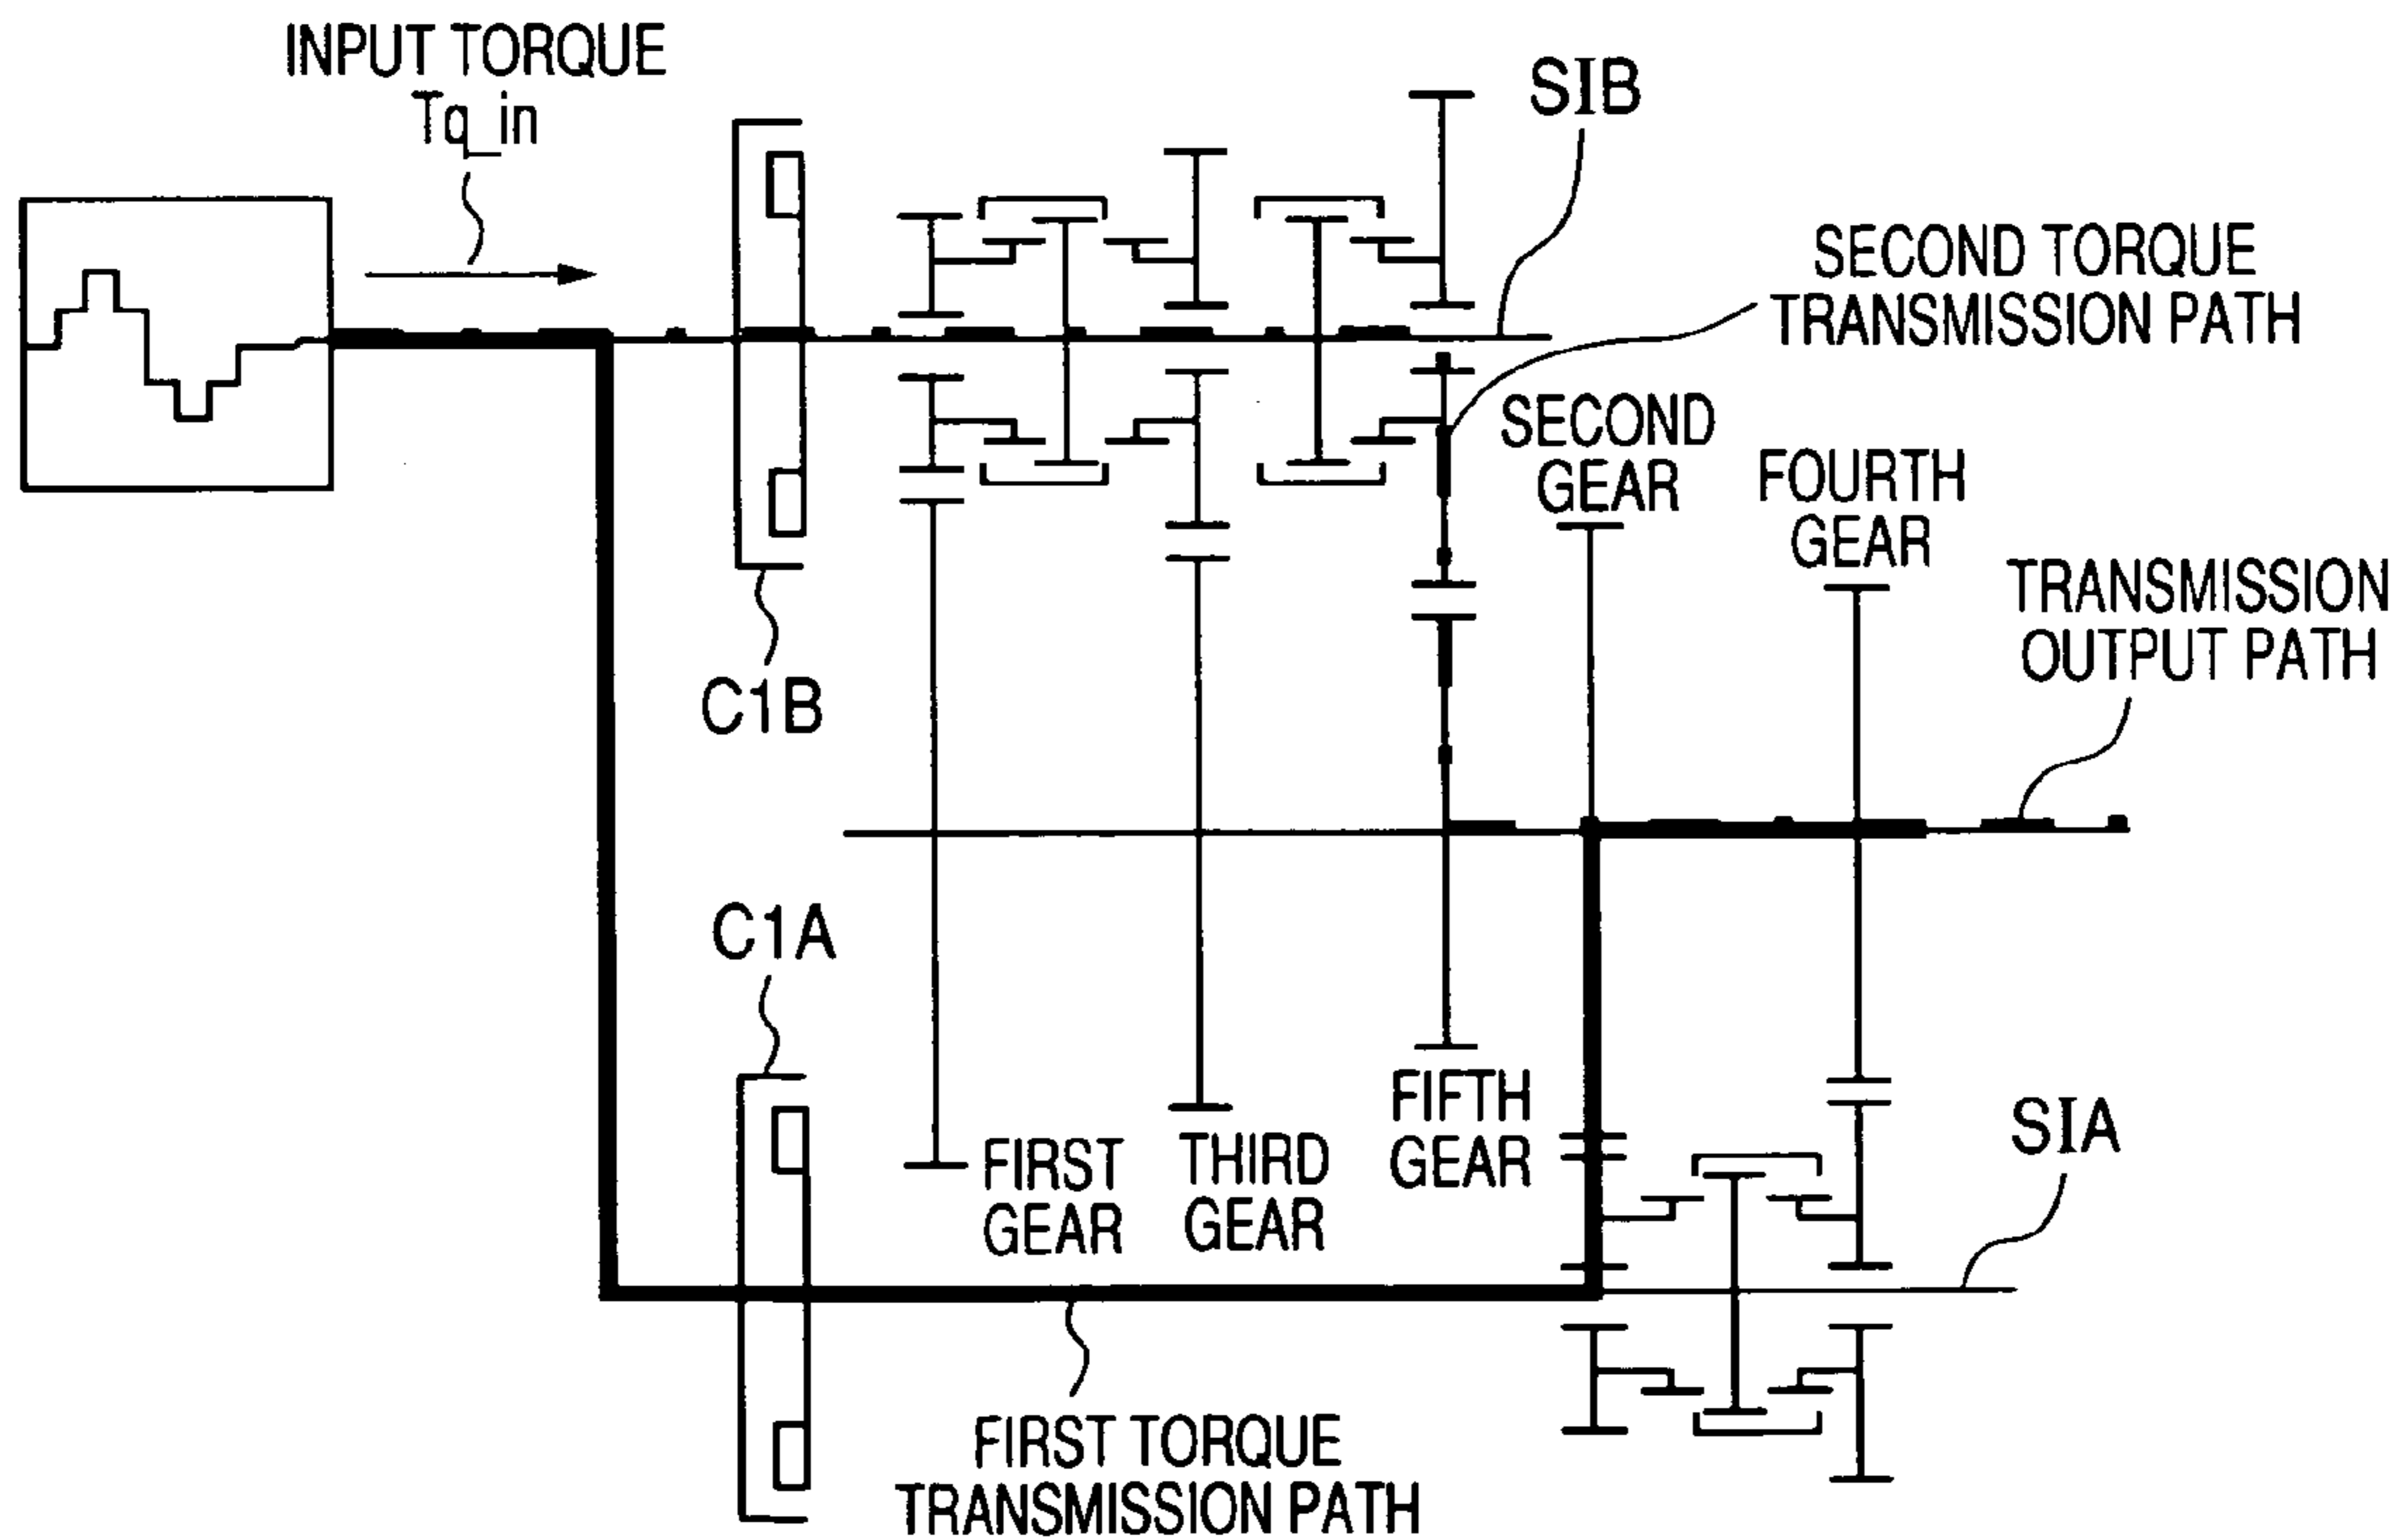 INPUT TORQUE
Tq_in
SIB
SECOND TORQUE
TRANSMISSION PATH
SECOND
GEAR
FOURTH
GEAR
TRANSMISSION
OUTPUT PATH
C1B
C1A
FIFTH
GEAR
FIRST
GEAR
THIRD
GEAR
SIA
FIRST TORQUE
TRANSMISSION PATH